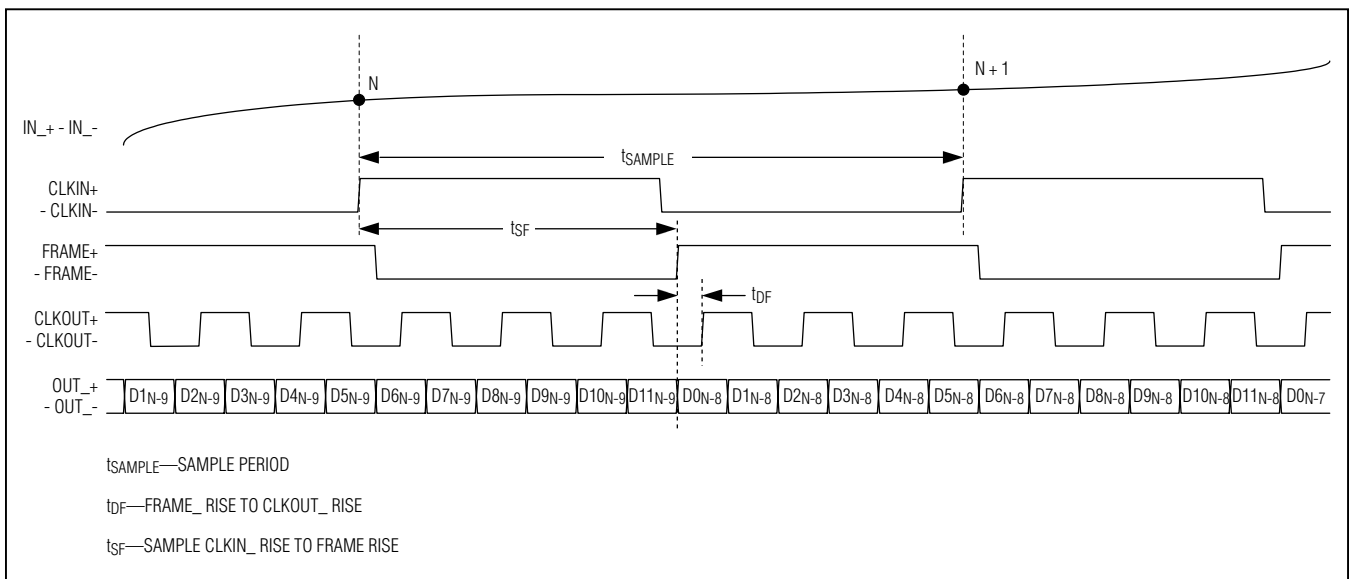 N
N + 1
IN_+ - IN_-
tSAMPLE
CLKIN+
- CLKIN-
tSF
FRAME+
- FRAME-
tDF
CLKOUT+
- CLKOUT-
OUT_+
- OUT_-
D1N-9 D2N-9 D3N-9 D4N-9 D5N-9 D6N-9 D7N-9 D8N-9 D9N-9 D10N-9 D11N-9 D0N-8 D1N-8 D2N-8 D3N-8 D4N-8 D5N-8 D6N-8 D7N-8 D8N-8 D9N-8 D10N-8 D11N-8 D0N-7
tSAMPLE—SAMPLE PERIOD
tDF—FRAME_ RISE TO CLKOUT_ RISE
tSF—SAMPLE CLKIN_ RISE TO FRAME RISE